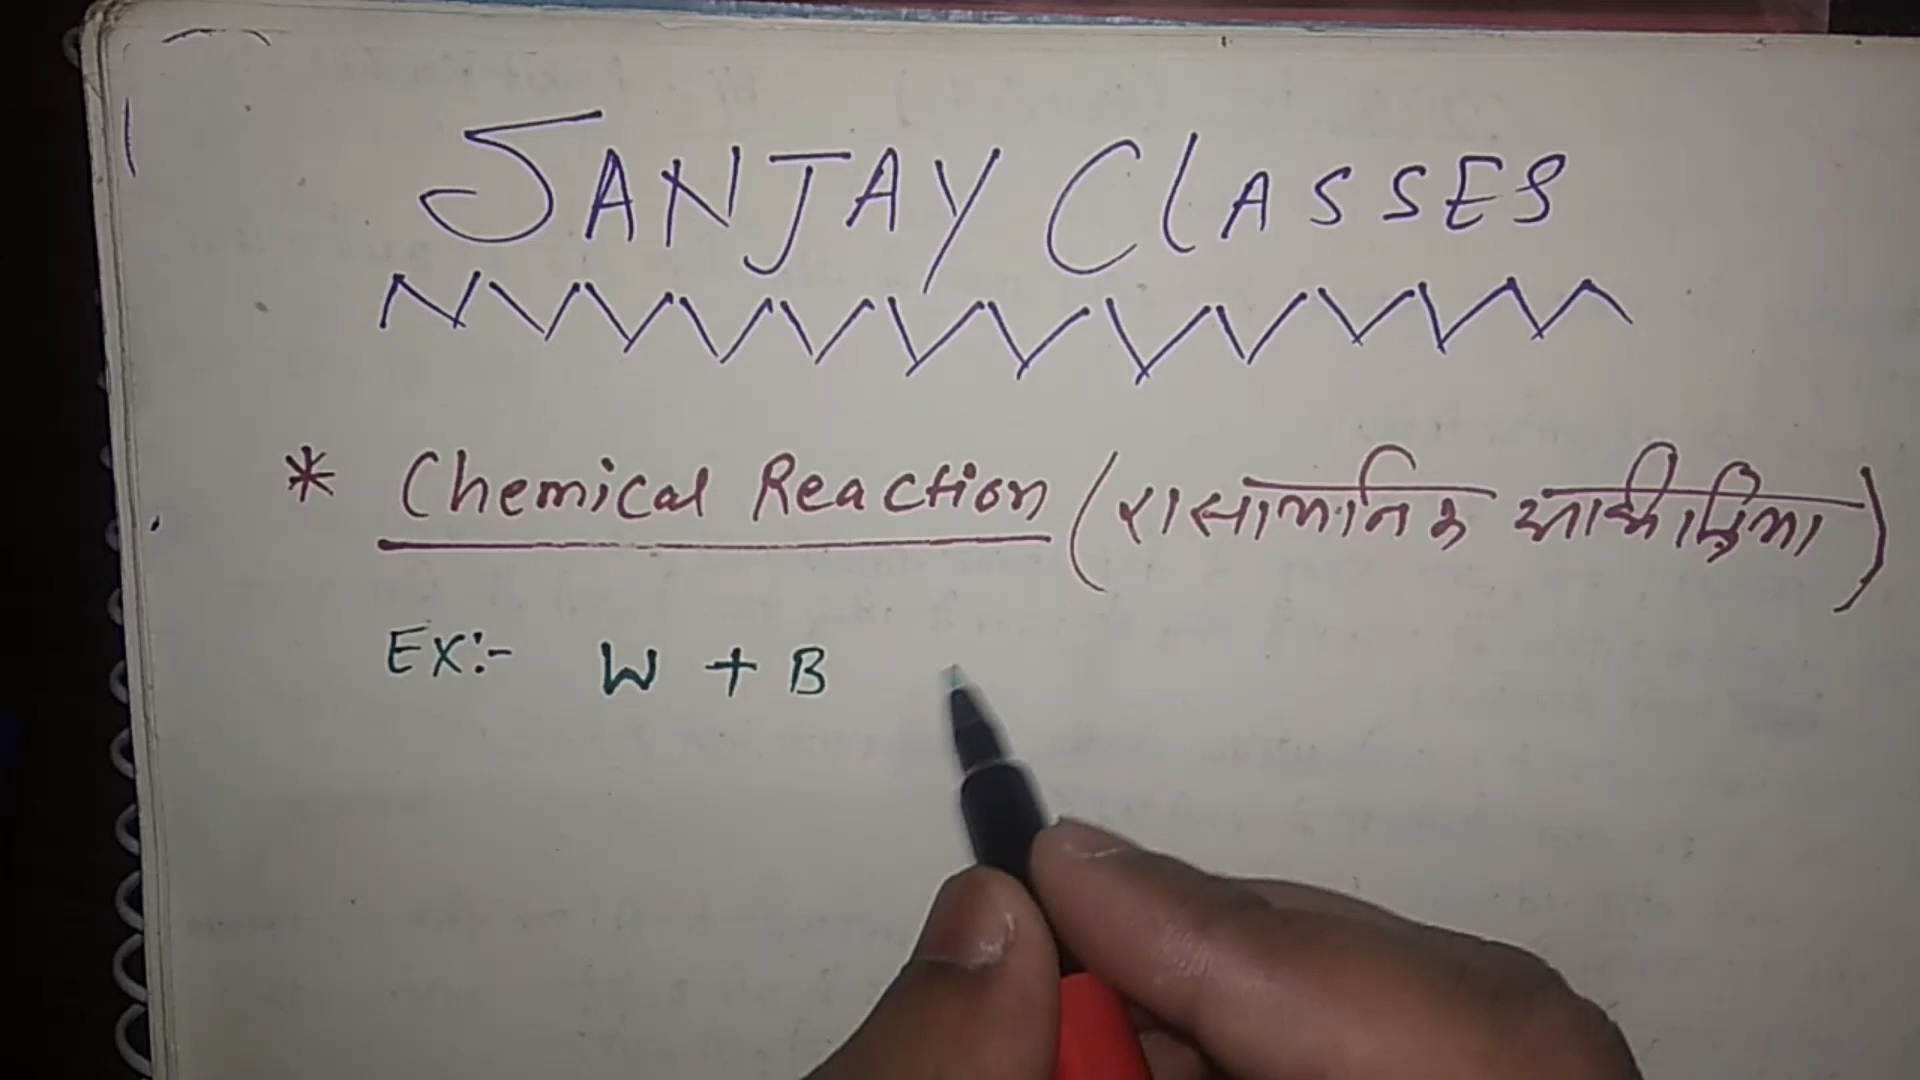 SANJAY ClASSES
* Chemical Reaction (रासायनिक अभिक्रिया)
Ex:- W + B